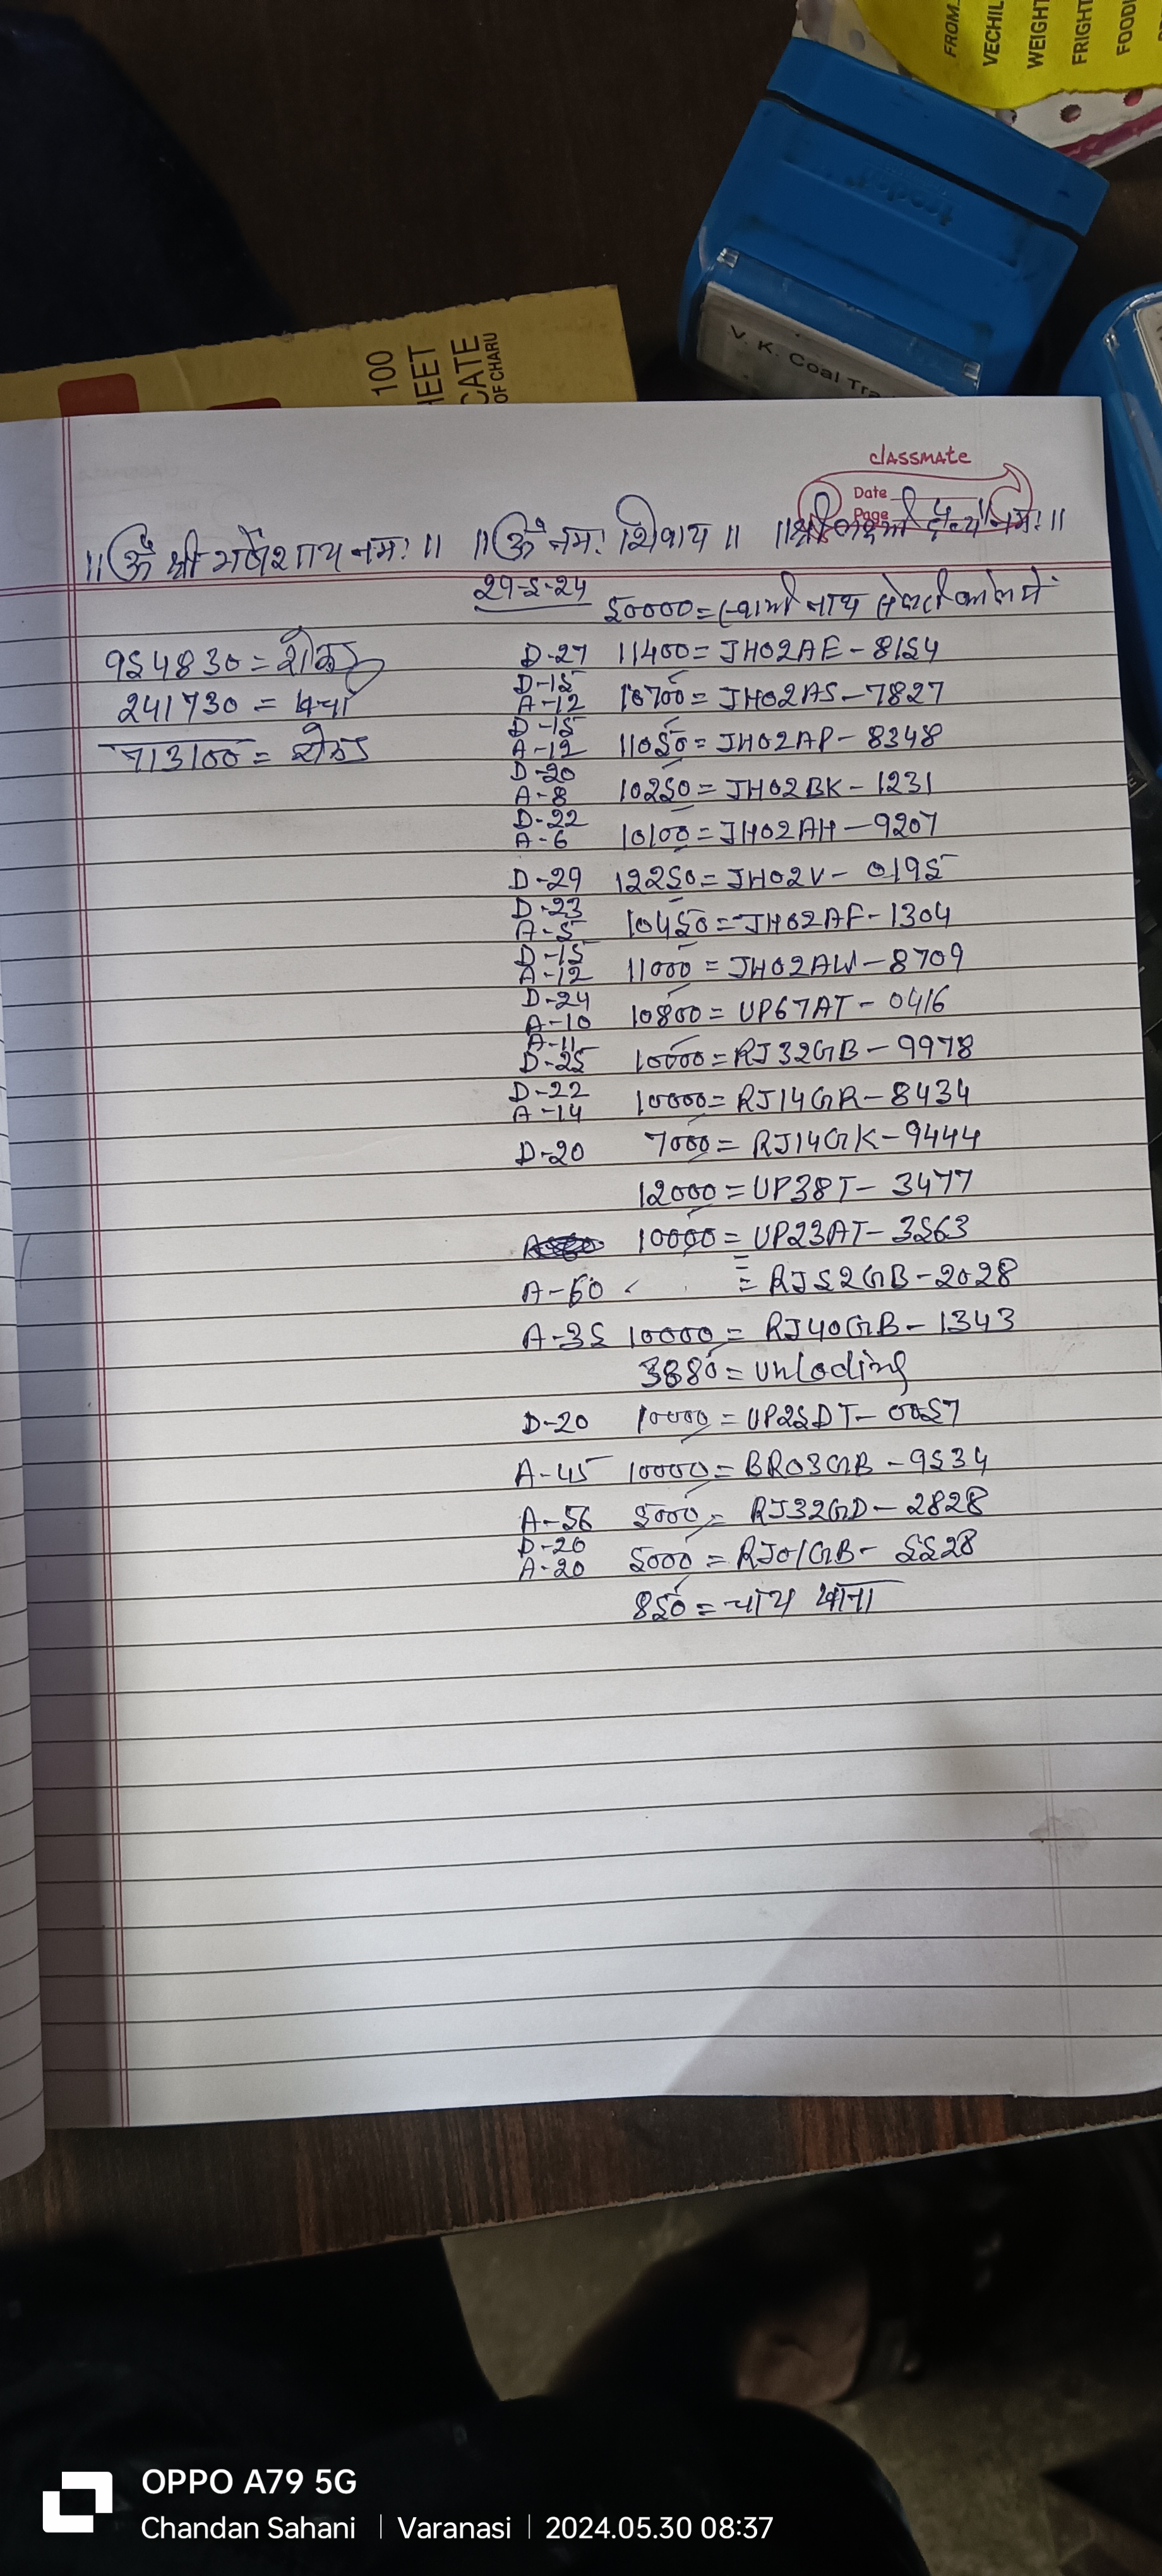 FROM
VECHIL
WEIGHT
FRIGHT
FOODI
V. K. Coal Tra
100
HEET
CATE
OF CHARU
classmate
Date
Page
॥ ॐ श्री गणेशाय नमः ॥ ॥ ॐ नमः शिवाय ॥ ॥ श्री लक्ष्मी देव्यै नमः ॥
29-5-24
50000 =
954830 = रोकड़
241730 = खर्चा
713100 = शेष
D-27 11400 = JH02AE-8154
D-15
A-12 10700 = JH02AS-7827
D-15
A-12 11050 = JH02AP-8348
D-20
A-8 10250 = JH02BK-1231
D-22
A-6 10100 = JH02AH-9207
D-29 12250 = JH02V-0195
D-23
A-5 10450 = JH02AF-1304
D-15
A-12 11000 = JH02AW-8709
D-24
A-10 10800 = UP67AT-0416
A-11
D-25 10000 = RJ32GB-9978
D-22
A-14 10000 = RJ14GR-8434
D-20 7000 = RJ14GK-9444
12000 = UP38T-3477
10000 = UP23AT-3563
A-60 = RJ52GB-2028
A-35 10000 = RJ40GB-1343
3880 = Unloding
D-20 10000 = UP25DT-0057
A-45 10000 = BR03GB-9534
A-56 5000 = RJ32GD-2828
D-20
A-20 5000 = RJ01GB-5528
850 = चाय खाना
OPPO A79 5G
Chandan Sahani | Varanasi | 2024.05.30 08:37